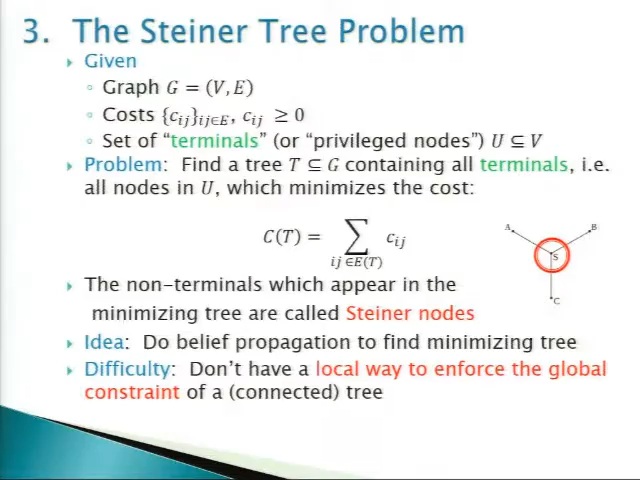 3. The Steiner Tree Problem
Given
Graph G = (V, E)
Costs {c_ij}_ij∈E, c_ij ≥ 0
Set of “terminals” (or “privileged nodes”) U ⊆ V
Problem: Find a tree T ⊆ G containing all terminals, i.e.
all nodes in U, which minimizes the cost:
C(T) = ∑_ij∈E(T) c_ij
A
B
S
C
The non-terminals which appear in the
minimizing tree are called Steiner nodes
Idea: Do belief propagation to find minimizing tree
Difficulty: Don’t have a local way to enforce the global
constraint of a (connected) tree